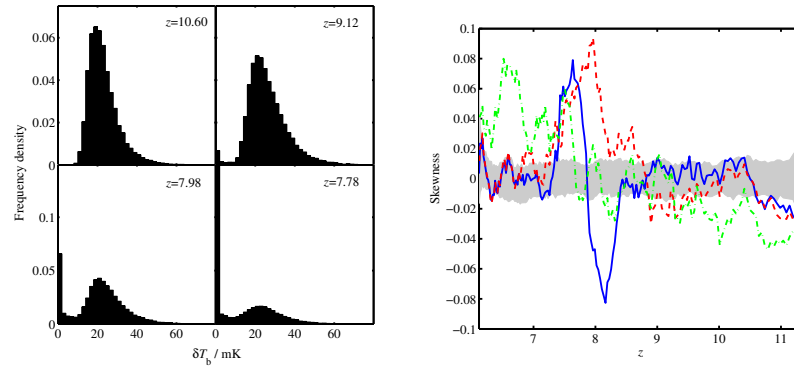 z=10.60
z=9.12
0.06
0.04
0.02
0
Frequency density
z=7.98
z=7.78
0.1
0.05
0
0 20 40 60
0 20 40 60
δT_b / mK
0.1
0.08
0.06
0.04
0.02
0
-0.02
-0.04
-0.06
-0.08
-0.1
Skewness
7 8 9 10 11
z